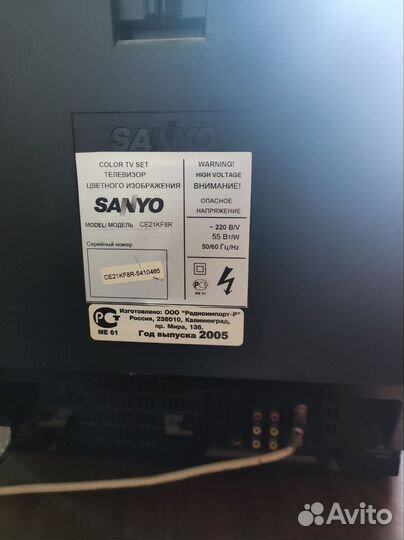 SANYO
COLOR TV SET
ТЕЛЕВИЗОР
ЦВЕТНОГО ИЗОБРАЖЕНИЯ
SANYO
MODEL/ МОДЕЛЬ CE21KF8R
Серийный номер
CE21KF8R-5410465
WARNING!
HIGH VOLTAGE
ВНИМАНИЕ!
ОПАСНОЕ
НАПРЯЖЕНИЕ
~ 220 В/V
55 Вт/W
50/60 Гц/Hz
РСТ
ME 61
РСТ
ME 61
Изготовлено: ООО "Радиоимпорт-Р"
Россия, 236010, Калининград,
пр. Мира, 136.
Год выпуска 2005
Avito